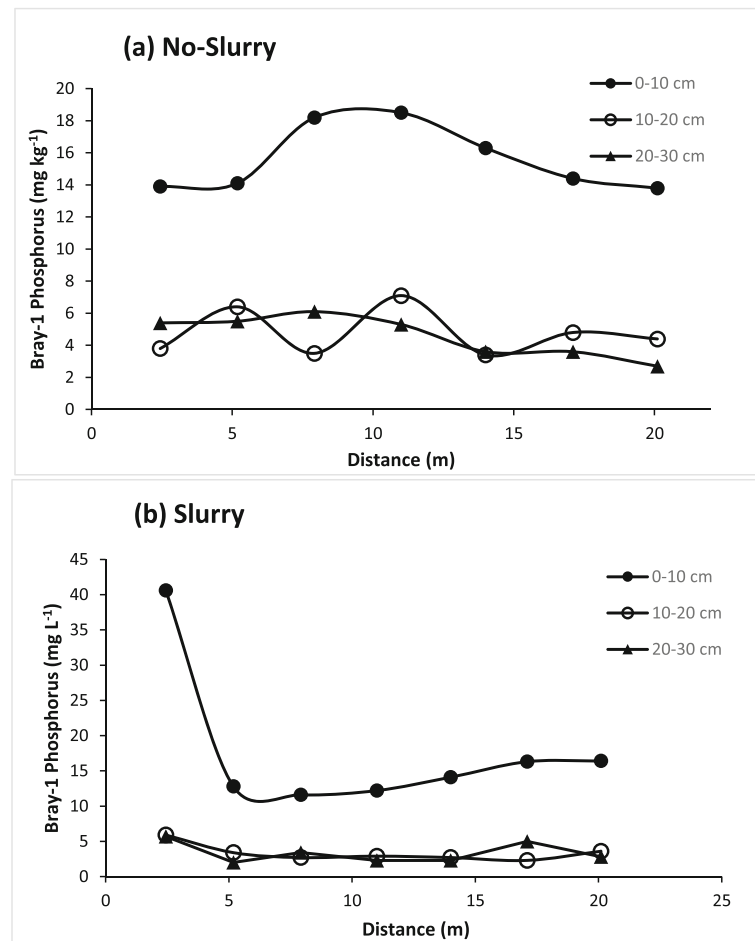 (a) No-Slurry
Bray-1 Phosphorus (mg kg⁻¹)
20
18
16
14
12
10
8
6
4
2
0
0-10 cm
10-20 cm
20-30 cm
0 5 10 15 20
Distance (m)
(b) Slurry
Bray-1 Phosphorus (mg L⁻¹)
45
40
35
30
25
20
15
10
5
0
0-10 cm
10-20 cm
20-30 cm
0 5 10 15 20 25
Distance (m)